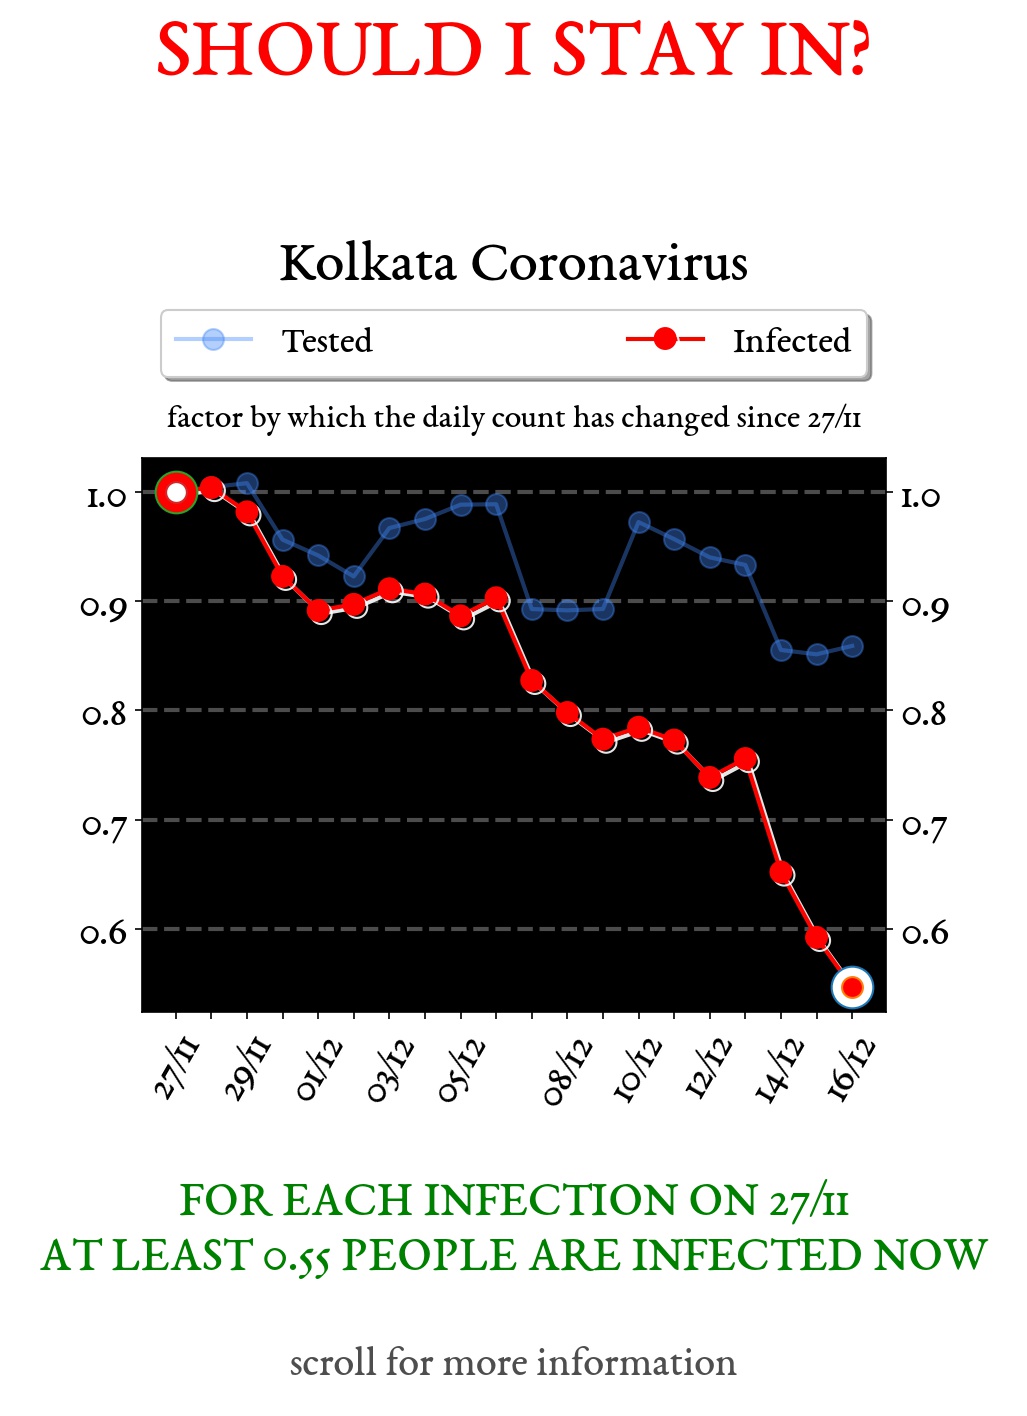 SHOULD I STAY IN?
Kolkata Coronavirus
Tested Infected
factor by which the daily count has changed since 27/11
1.0 1.0
0.9 0.9
0.8 0.8
0.7 0.7
0.6 0.6
27/11 29/11 01/12 03/12 05/12 08/12 10/12 12/12 14/12 16/12
FOR EACH INFECTION ON 27/11
AT LEAST 0.55 PEOPLE ARE INFECTED NOW
scroll for more information